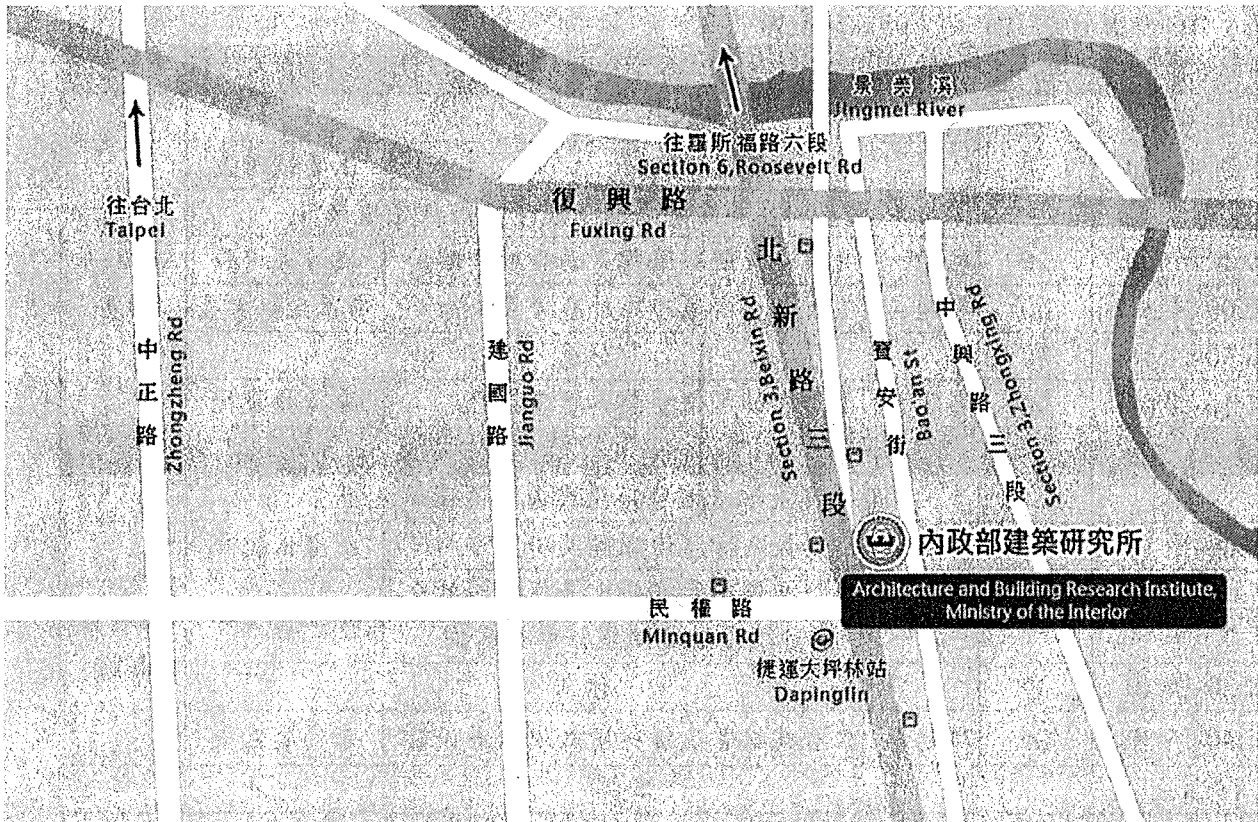 景美溪
Jingmei River
往羅斯福路六段
Section 6,Roosevelt Rd
往台北
Taipei
復興路
Fuxing Rd
北新路三段
Section 3,Beixin Rd
中正路
Zhongzheng Rd
建國路
Jianguo Rd
寶安街
Bao'an St
中興路三段
Section 3,Zhongxing Rd
內政部建築研究所
Architecture and Building Research Institute,
Ministry of the Interior
民權路
Minquan Rd
捷運大坪林站
Dapinglin